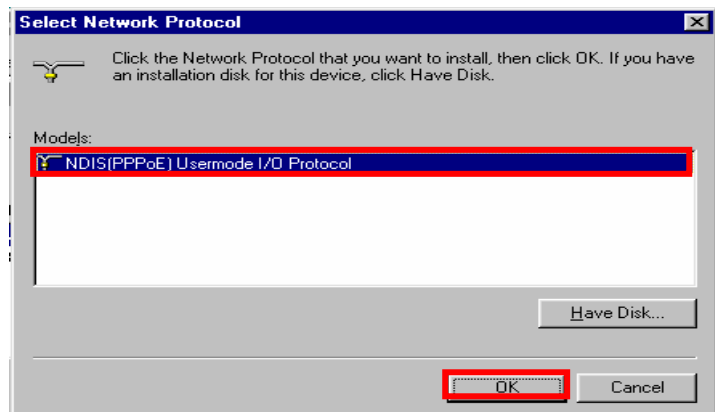 Select Network Protocol
Click the Network Protocol that you want to install, then click OK. If you have
an installation disk for this device, click Have Disk.
Models:
NDIS(PPPoE) Usermode I/O Protocol
Have Disk...
OK
Cancel